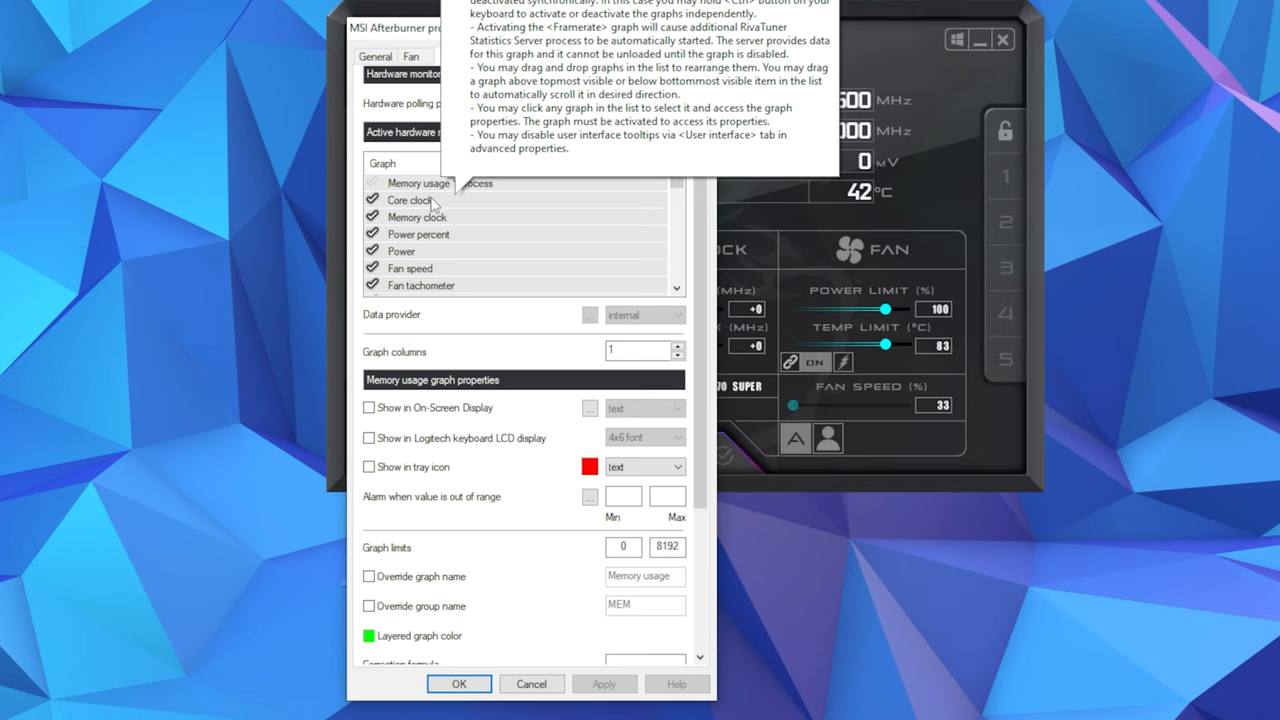 deactivated synchronously. In this case you may hold <Ctrl> button on your
keyboard to activate or deactivate the graphs independently.
- Activating the <Framerate> graph will cause additional RivaTuner
Statistics Server process to be automatically started. The server provides data
for this graph and it cannot be unloaded until the graph is disabled.
- You may drag and drop graphs in the list to rearrange them. You may drag
a graph above topmost visible or below bottommost visible item in the list
to automatically scroll it in desired direction.
- You may click any graph in the list to select it and access the graph
properties. The graph must be activated to access its properties.
- You may disable user interface tooltips via <User interface> tab in
advanced properties.
MSI Afterburner pro
General Fan
Hardware monitor
Hardware polling p
Active hardware
Graph
Memory usage ocess
Core clock
Memory clock
Power percent
Power
Fan speed
Fan tachometer
Data provider ... internal
Graph columns 1
Memory usage graph properties
Show in On-Screen Display ... text
Show in Logitech keyboard LCD display 4x6 font
Show in tray icon text
Alarm when value is out of range ...
Min Max
Graph limits 0 8192
Override graph name Memory usage
Override group name MEM
Layered graph color
Correction formula
OK Cancel Apply Help
500 MHz
000 MHz
0 MV
42 °C
OCK
FAN
(MHz) +0
(MHz) +0
70 SUPER
POWER LIMIT (%)
100
TEMP LIMIT (°C)
83
ON
FAN SPEED (%)
33
A
1
2
3
4
5